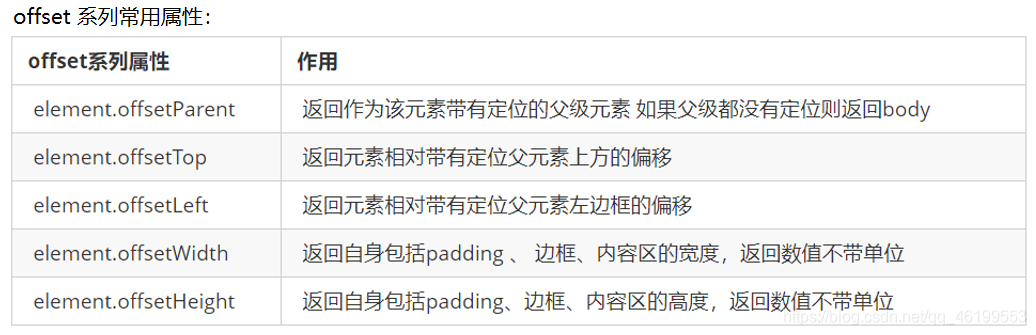 offset 系列常用属性：
offset系列属性 作用
element.offsetParent 返回作为该元素带有定位的父级元素 如果父级都没有定位则返回body
element.offsetTop 返回元素相对带有定位父元素上方的偏移
element.offsetLeft 返回元素相对带有定位父元素左边框的偏移
element.offsetWidth 返回自身包括padding 、 边框、内容区的宽度，返回数值不带单位
element.offsetHeight 返回自身包括padding、边框、内容区的高度，返回数值不带单位
https://blog.csdn.net/qq_46199553